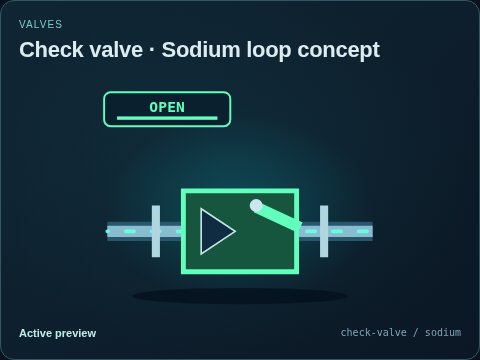 VALVES
Check valve · Sodium loop concept
OPEN
Active preview
check-valve / sodium